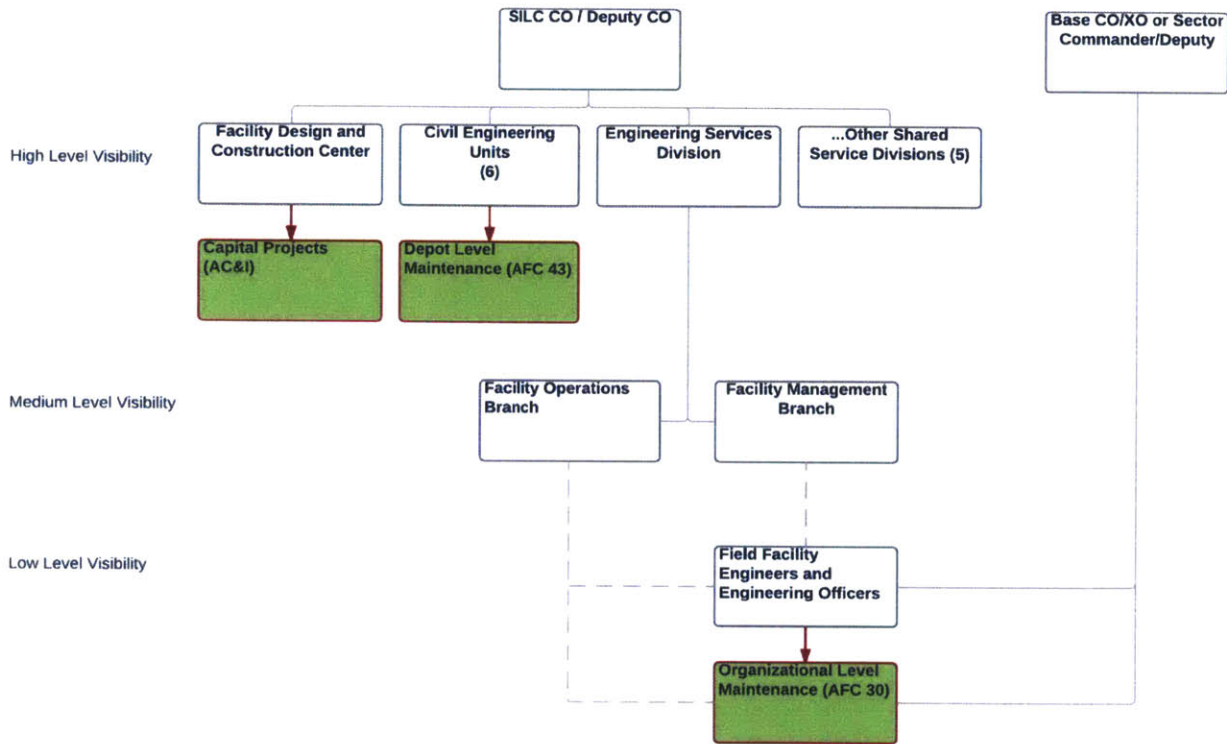 SILC CO / Deputy CO
Base CO/XO or Sector
Commander/Deputy
High Level Visibility
Facility Design and
Construction Center
Civil Engineering
Units
(6)
Engineering Services
Division
...Other Shared
Service Divisions (5)
Capital Projects
(AC&I)
Depot Level
Maintenance (AFC 43)
Medium Level Visibility
Facility Operations
Branch
Facility Management
Branch
Low Level Visibility
Field Facility
Engineers and
Engineering Officers
Organizational Level
Maintenance (AFC 30)